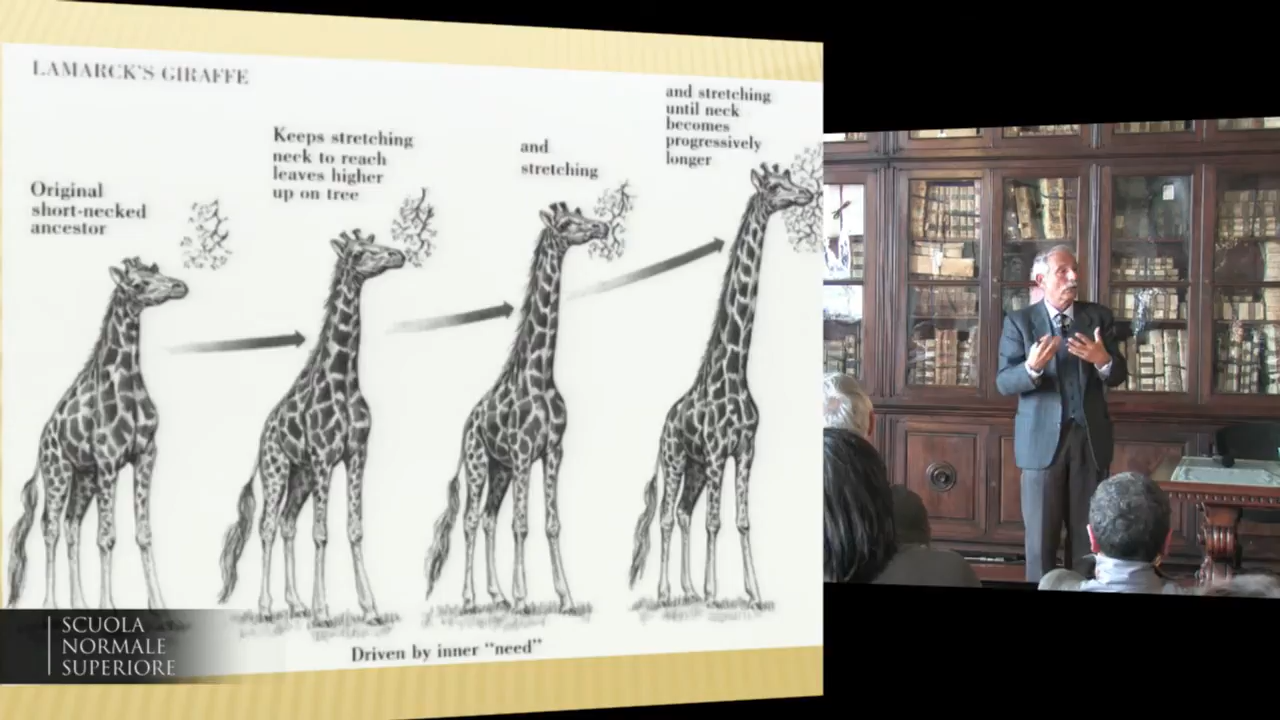 LAMARCK'S GIRAFFE
Original
short-necked
ancestor
Keeps stretching
neck to reach
leaves higher
up on tree
and
stretching
and stretching
until neck
becomes
progressively
longer
Driven by inner "need"
SCUOLA
NORMALE
SUPERIORE